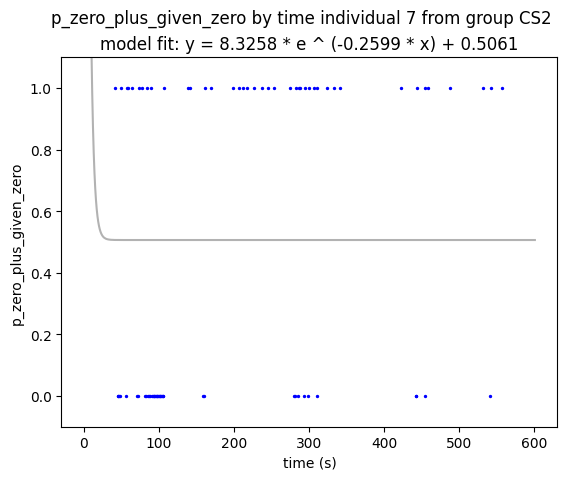 p_zero_plus_given_zero by time individual 7 from group CS2
model fit: y = 8.3258 * e ^ (-0.2599 * x) + 0.5061
1.0
0.8
0.6
0.4
0.2
0.0
p_zero_plus_given_zero
0 100 200 300 400 500 600
time (s)